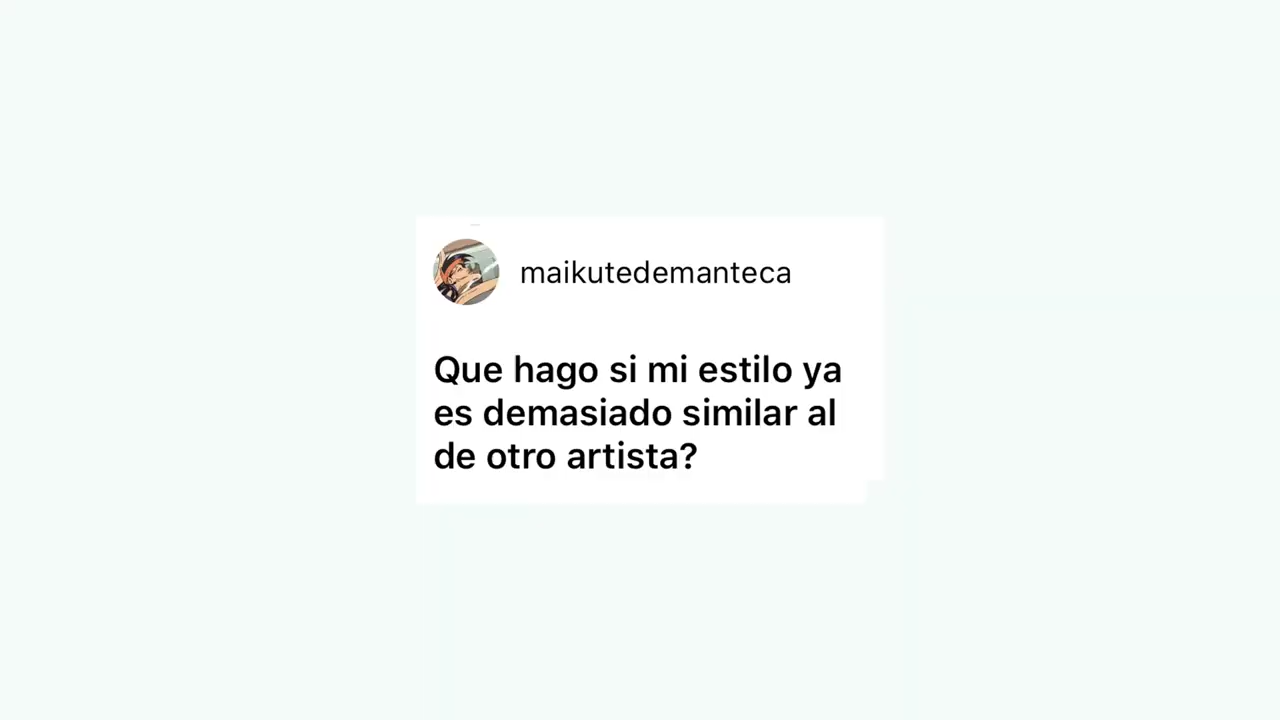 maikutedemanteca
Que hago si mi estilo ya
es demasiado similar al
de otro artista?